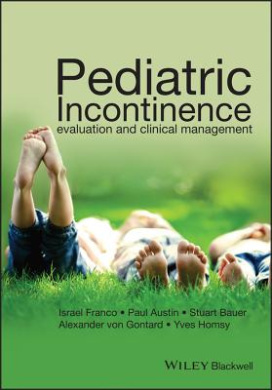 Pediatric
Incontinence
evaluation and clinical management
Israel Franco • Paul Austin • Stuart Bauer
Alexander von Gontard • Yves Homsy
WILEY Blackwell